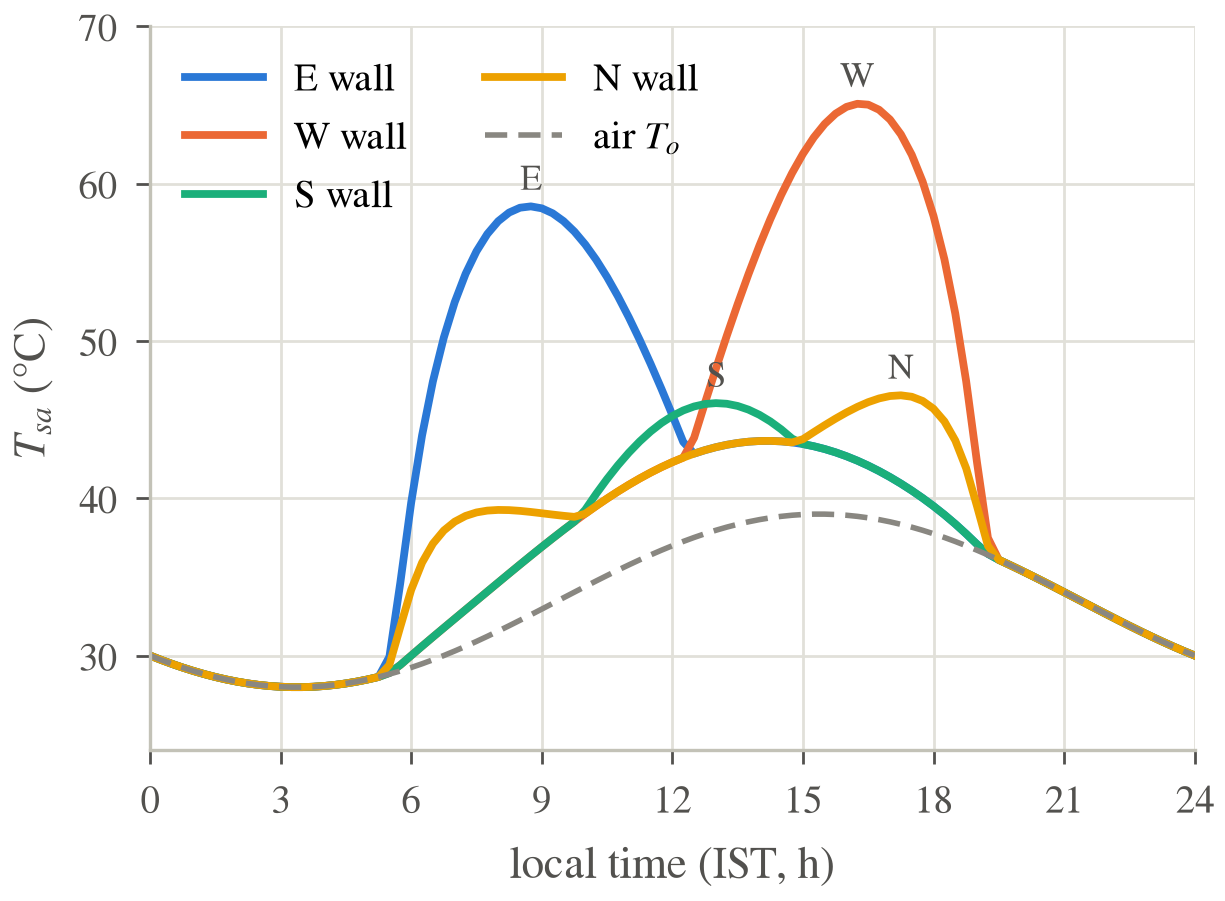 70
60
50
40
30
T_sa (°C)
E wall
W wall
S wall
N wall
air T_o
E
W
S
N
0 3 6 9 12 15 18 21 24
local time (IST, h)